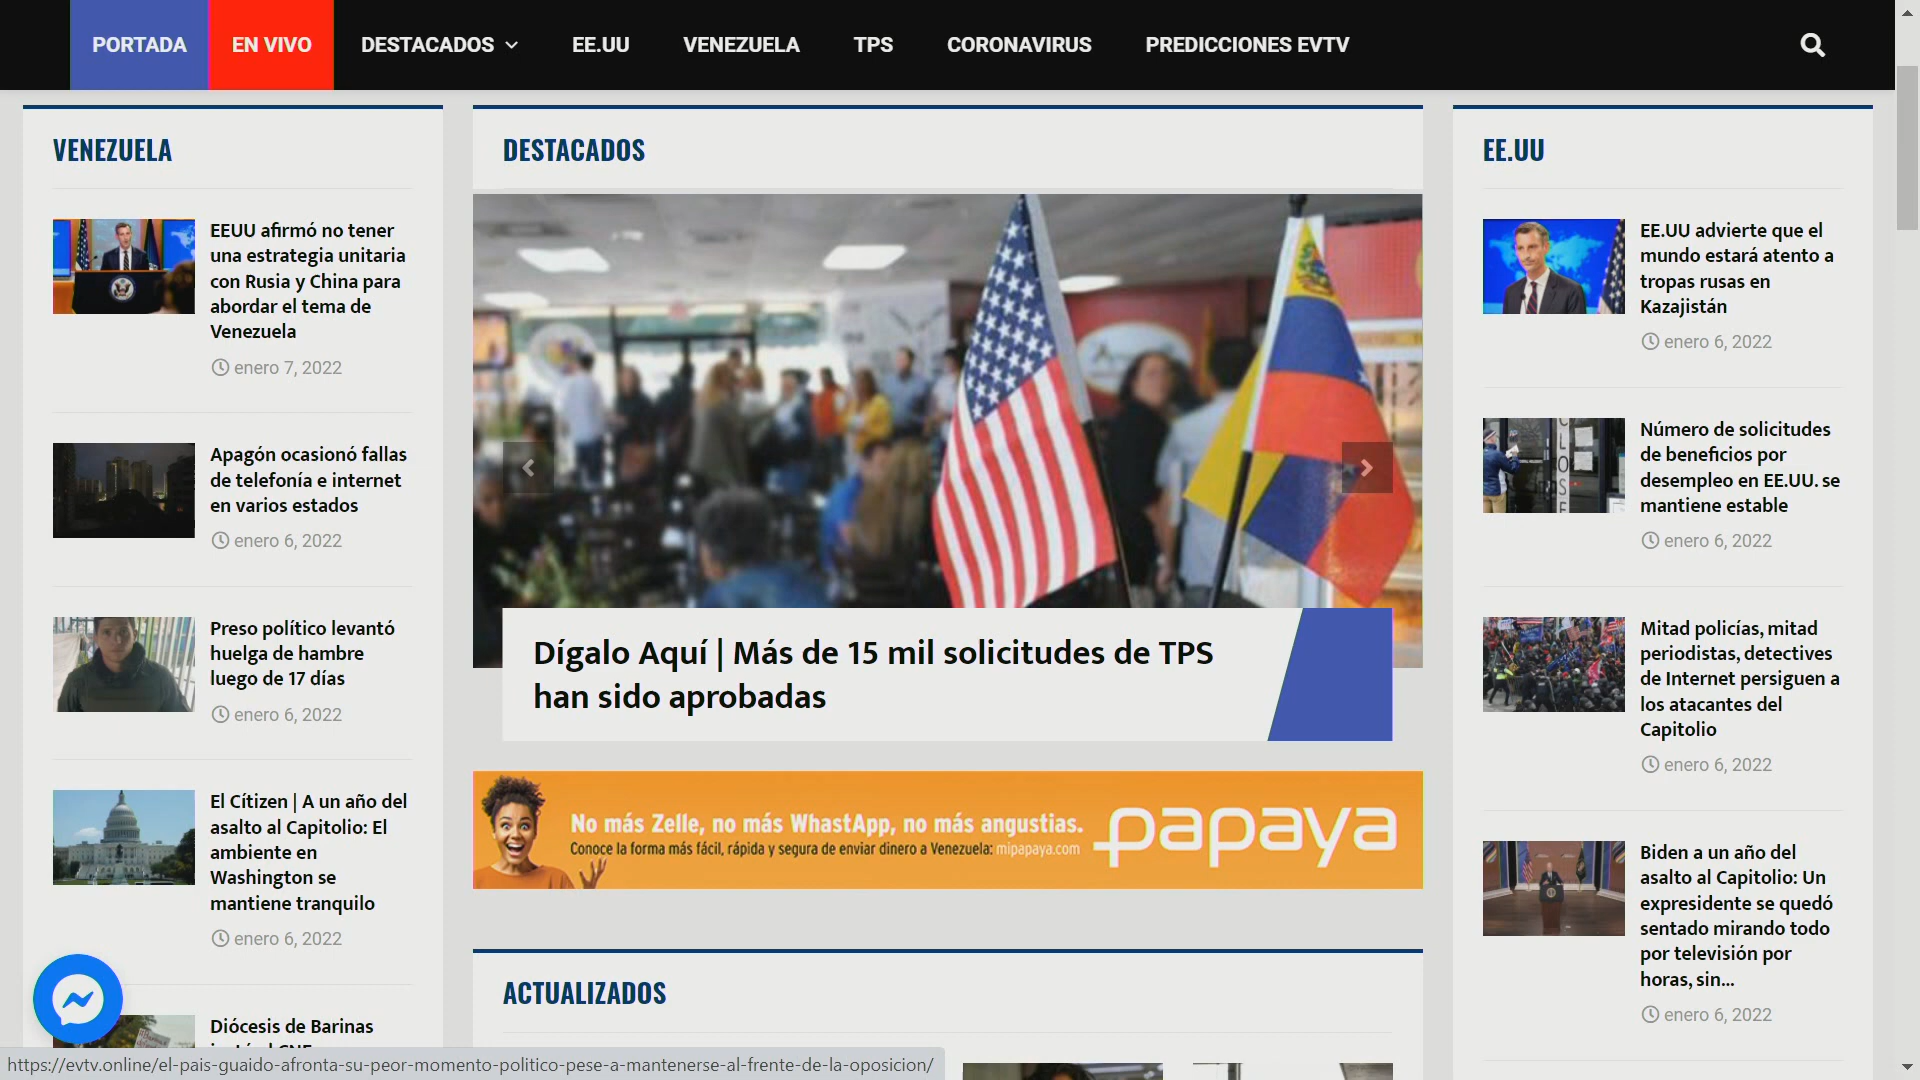 PORTADA
EN VIVO
DESTACADOS
EE.UU
VENEZUELA
TPS
CORONAVIRUS
PREDICCIONES EVTV
VENEZUELA
EEUU afirmó no tener
una estrategia unitaria
con Rusia y China para
abordar el tema de
Venezuela
enero 7, 2022
Apagón ocasionó fallas
de telefonía e internet
en varios estados
enero 6, 2022
Preso político levantó
huelga de hambre
luego de 17 días
enero 6, 2022
El Cítizen | A un año del
asalto al Capitolio: El
ambiente en
Washington se
mantiene tranquilo
enero 6, 2022
Diócesis de Barinas
DESTACADOS
Dígalo Aquí | Más de 15 mil solicitudes de TPS
han sido aprobadas
No más Zelle, no más WhastApp, no más angustias.
Conoce la forma más fácil, rápida y segura de enviar dinero a Venezuela: mipapaya.com
papaya
ACTUALIZADOS
EE.UU
EE.UU advierte que el
mundo estará atento a
tropas rusas en
Kazajistán
enero 6, 2022
Número de solicitudes
de beneficios por
desempleo en EE.UU. se
mantiene estable
enero 6, 2022
CLOSE
Mitad policías, mitad
periodistas, detectives
de Internet persiguen a
los atacantes del
Capitolio
enero 6, 2022
Biden a un año del
asalto al Capitolio: Un
expresidente se quedó
sentado mirando todo
por televisión por
horas, sin...
enero 6, 2022
https://evtv.online/el-pais-guaido-afronta-su-peor-momento-politico-pese-a-mantenerse-al-frente-de-la-oposicion/